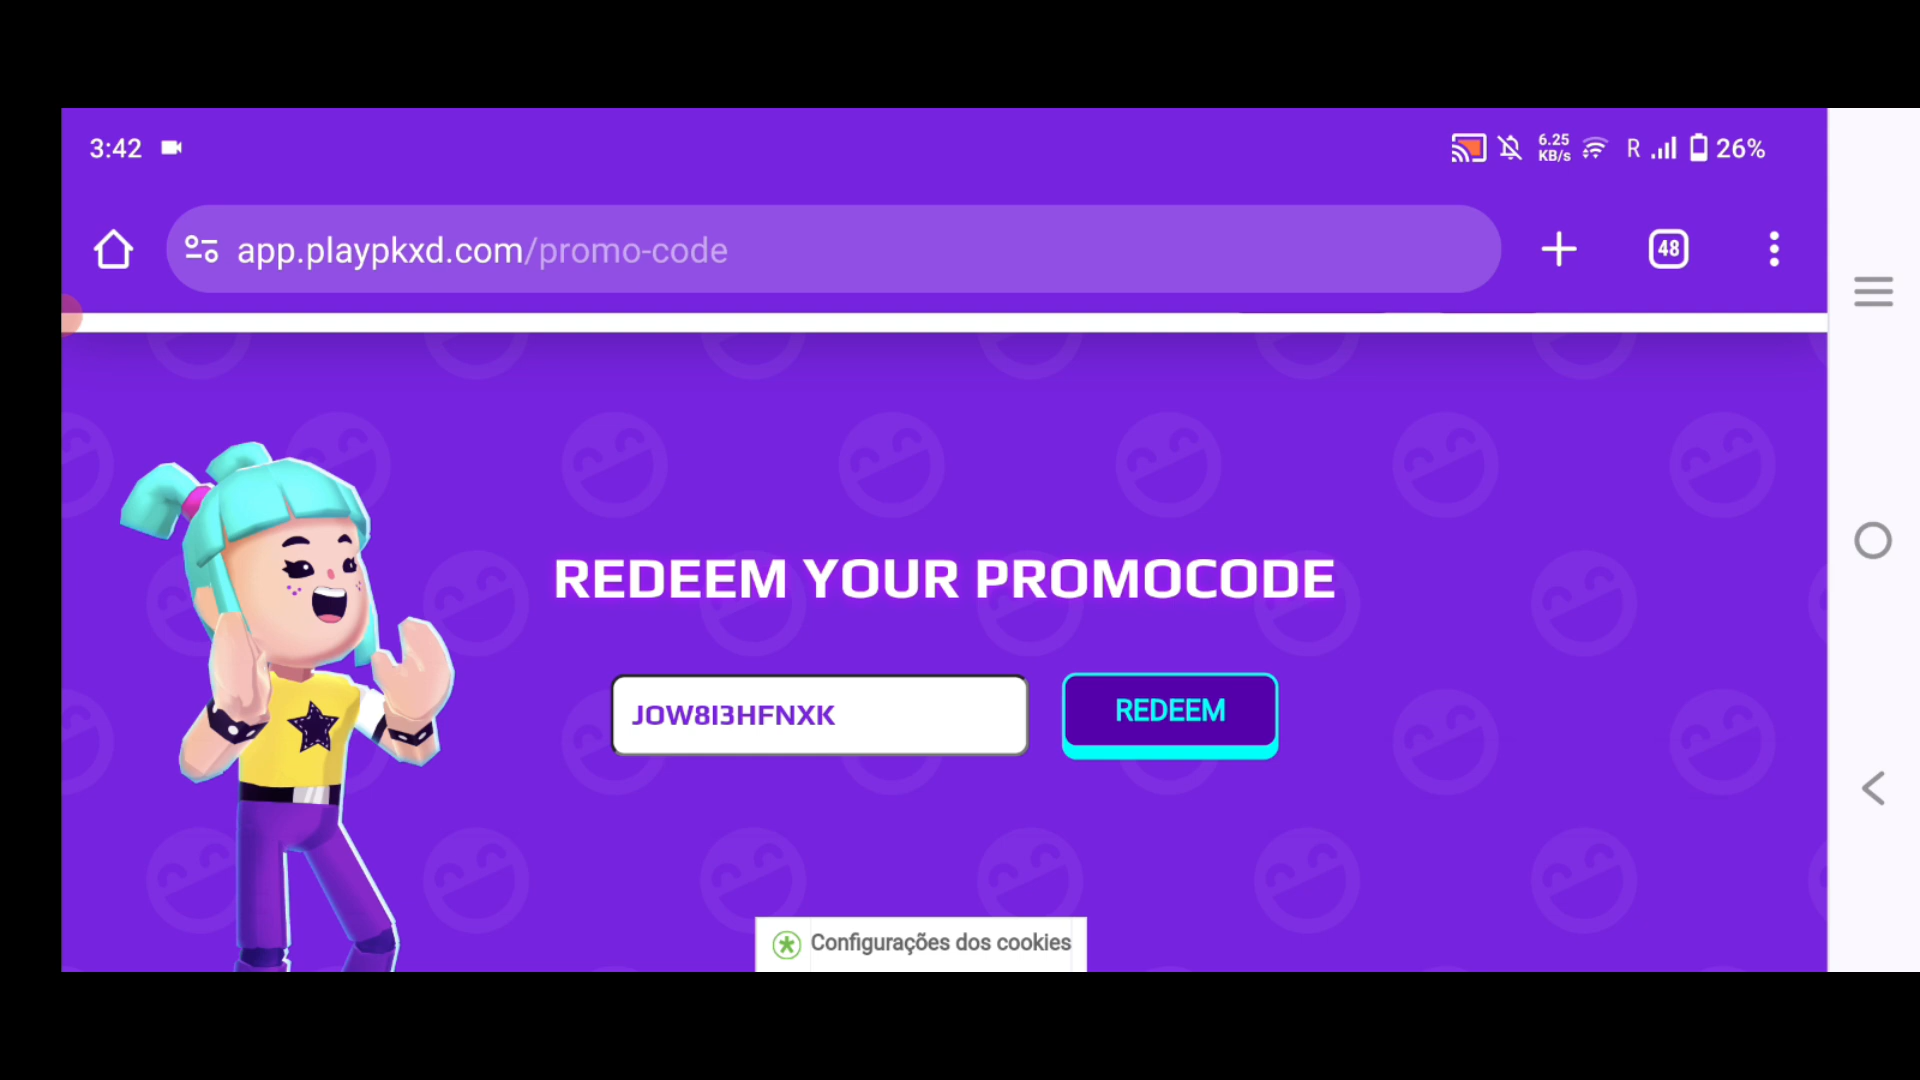 3:42
6.25
KB/s
R
26%
app.playpkxd.com/promo-code
48
REDEEM YOUR PROMOCODE
JOW8I3HFNXK
REDEEM
Configurações dos cookies